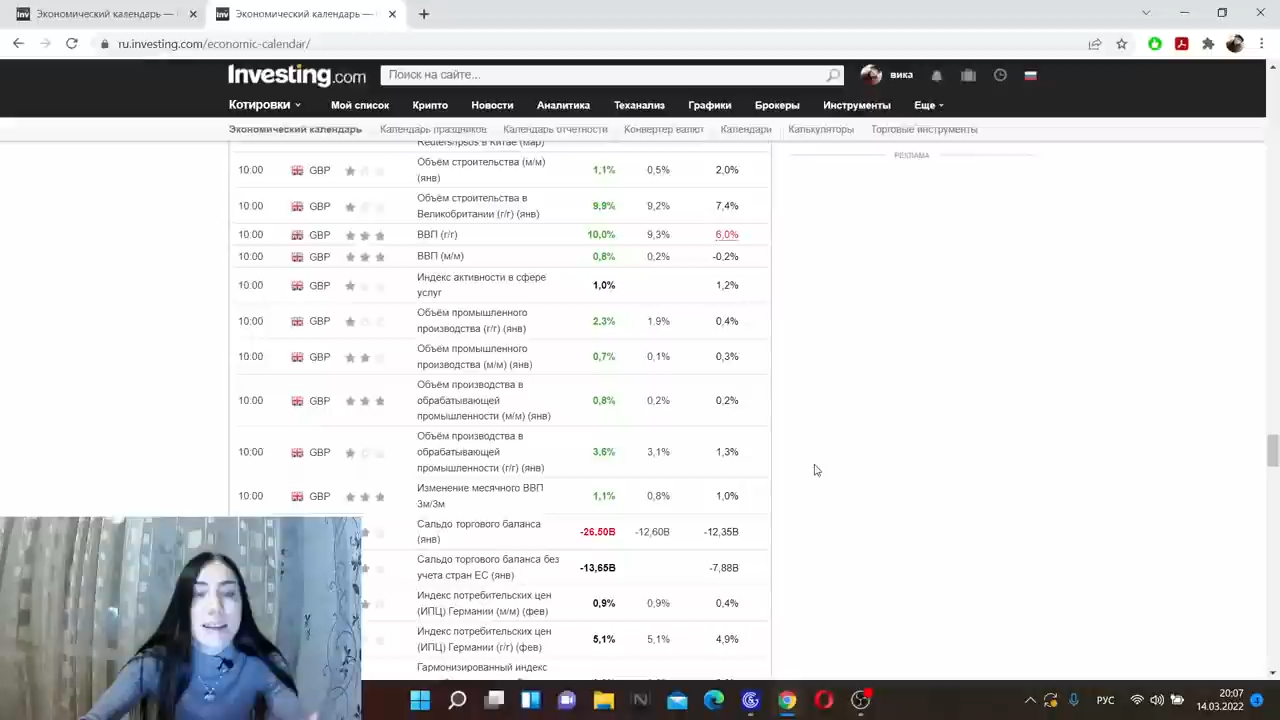 Экономический календарь —
Экономический календарь —
ru.investing.com/economic-calendar/
Investing.com
Поиск на сайте...
вика
Котировки
Мой список
Крипто
Новости
Аналитика
Теханализ
Графики
Брокеры
Инструменты
Еще
Экономический календарь
Календарь праздников
Календарь отчетности
Конвертер валют
Календари
Калькуляторы
Торговые инструменты
Reuters/Ipsos в Китае (мар)
РЕКЛАМА
10:00 GBP Объём строительства (м/м) 1,1% 0,5% 2,0%
(янв)
10:00 GBP Объём строительства в 9,9% 9,2% 7,4%
Великобритании (г/г) (янв)
10:00 GBP ВВП (г/г) 10,0% 9,3% 6,0%
10:00 GBP ВВП (м/м) 0,8% 0,2% -0,2%
10:00 GBP Индекс активности в сфере 1,0% 1,2%
услуг
10:00 GBP Объём промышленного 2,3% 1,9% 0,4%
производства (г/г) (янв)
10:00 GBP Объём промышленного 0,7% 0,1% 0,3%
производства (м/м) (янв)
10:00 GBP Объём производства в 0,8% 0,2% 0,2%
обрабатывающей
промышленности (м/м) (янв)
10:00 GBP Объём производства в 3,6% 3,1% 1,3%
обрабатывающей
промышленности (г/г) (янв)
10:00 GBP Изменение месячного ВВП 1,1% 0,8% 1,0%
3м/3м
Сальдо торгового баланса -26,50B -12,60B -12,35B
(янв)
Сальдо торгового баланса без -13,65B -7,88B
учета стран ЕС (янв)
Индекс потребительских цен 0,9% 0,9% 0,4%
(ИПЦ) Германии (м/м) (фев)
Индекс потребительских цен 5,1% 5,1% 4,9%
(ИПЦ) Германии (г/г) (фев)
Гармонизированный индекс
РУС
20:07
14.03.2022